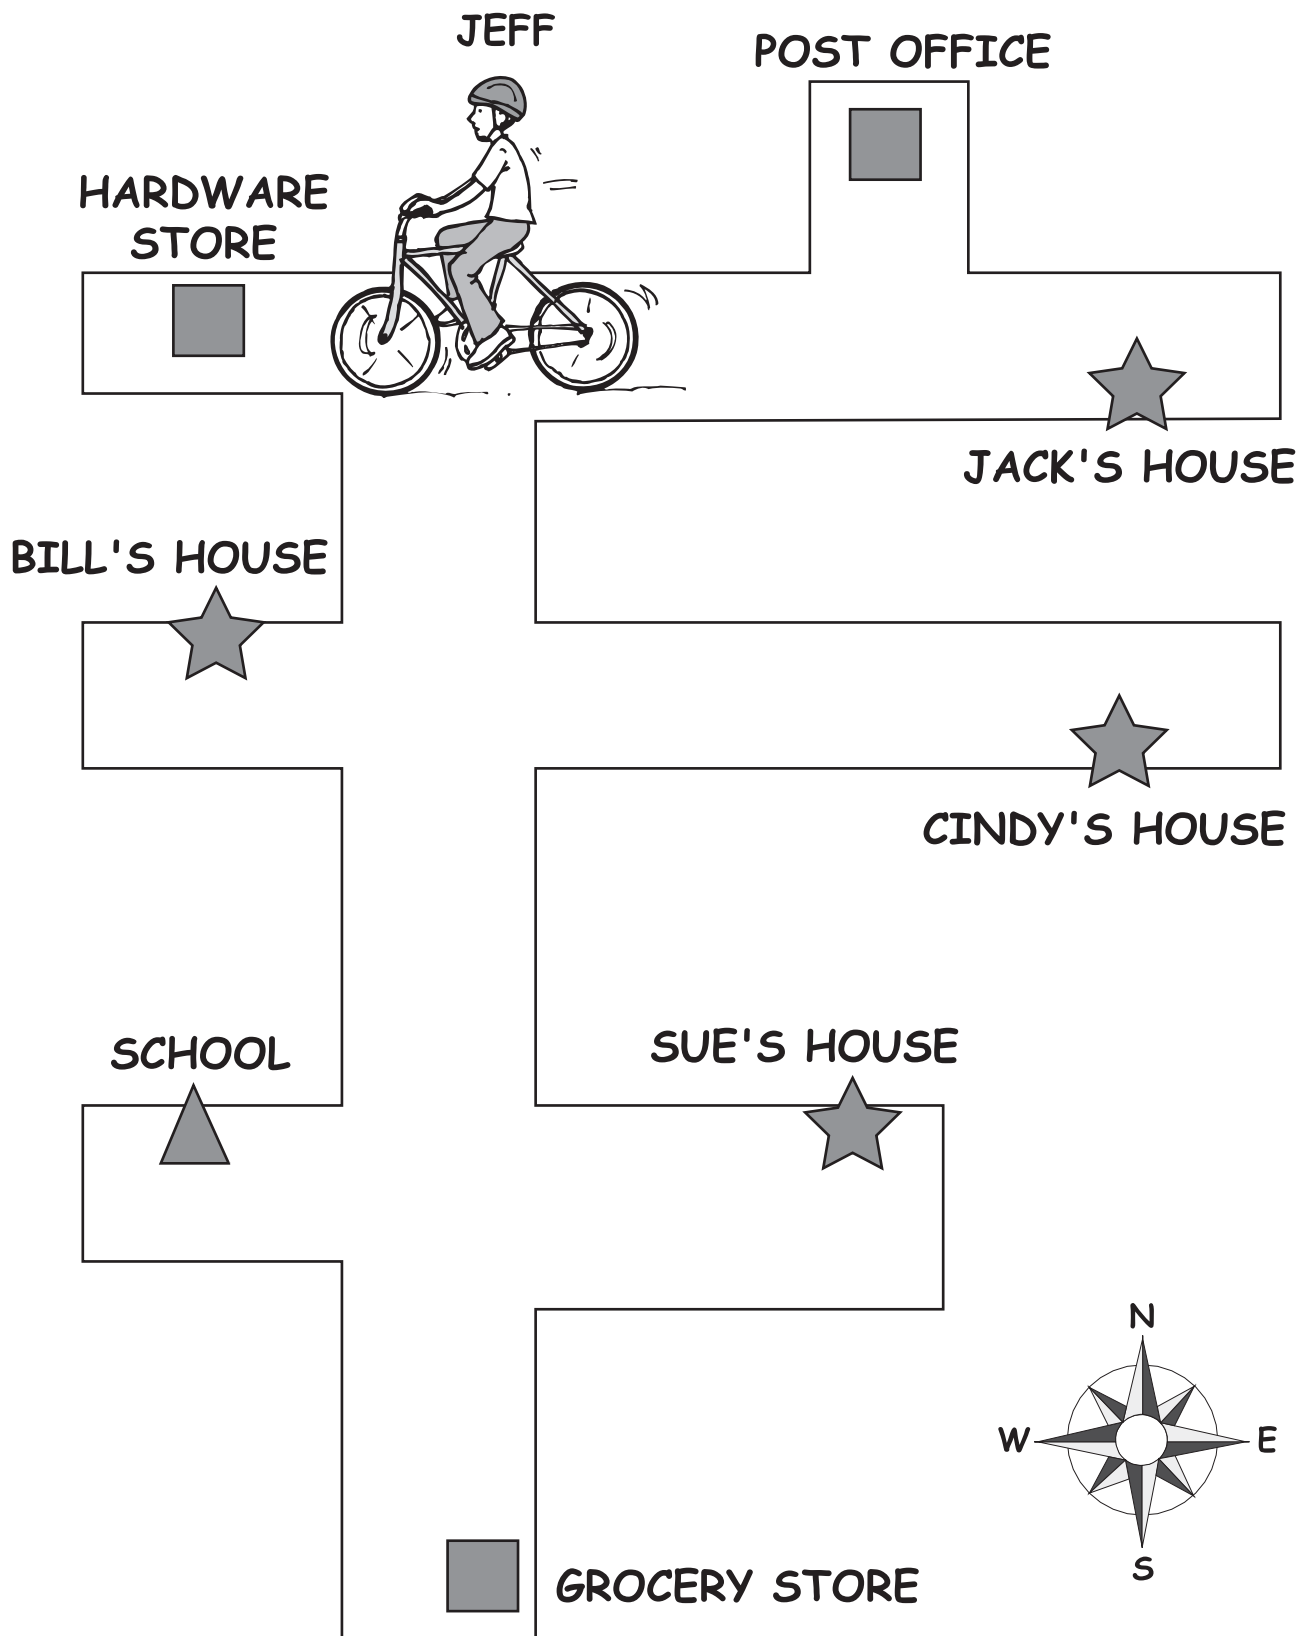 JEFF
POST OFFICE
HARDWARE
STORE
JACK'S HOUSE
BILL'S HOUSE
CINDY'S HOUSE
SCHOOL
SUE'S HOUSE
N
W
E
S
GROCERY STORE